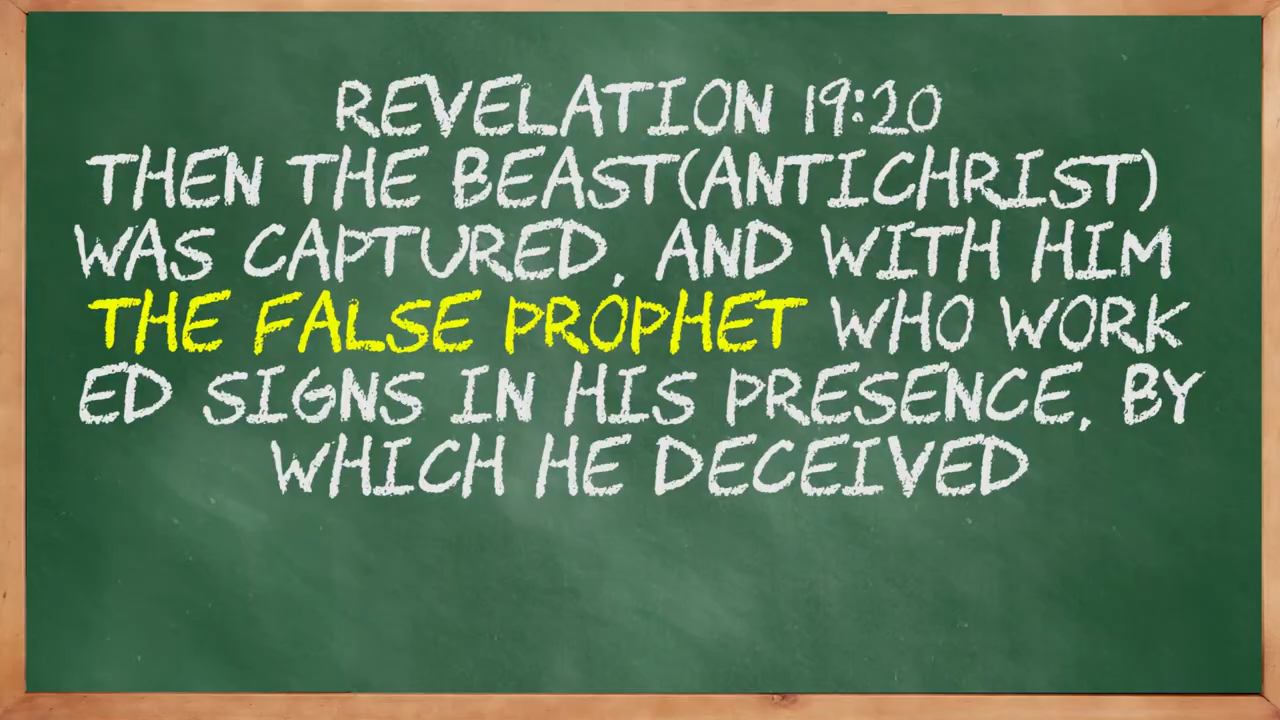 REVELATION 19:20
THEN THE BEAST(ANTICHRIST)
WAS CAPTURED, AND WITH HIM
THE FALSE PROPHET WHO WORK
ED SIGNS IN HIS PRESENCE, BY
WHICH HE DECEIVED